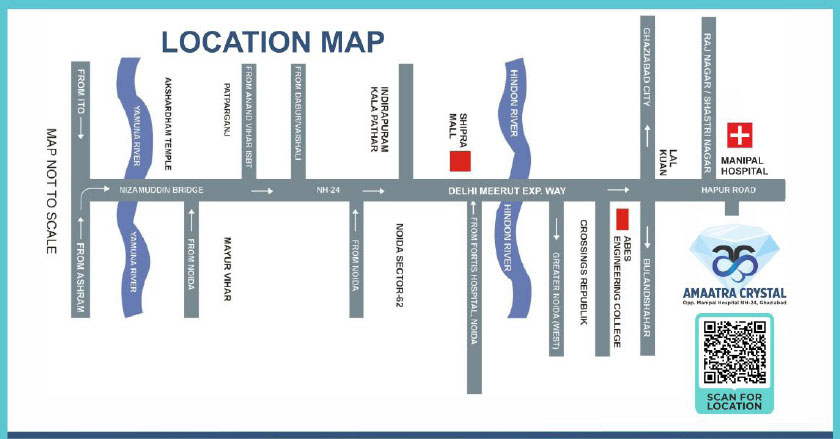 LOCATION MAP
MAP NOT TO SCALE
FROM ITO
FROM ASHRAM
YAMUNA RIVER
YAMUNA RIVER
AKSHARDHAM TEMPLE
NIZAMUDDIN BRIDGE
PATPARGANJ
FROM ANAND VIHAR ISBT
FROM NOIDA
MAYUR VIHAR
FROM DABUR/VAISHALI
NH-24
FROM NOIDA
INDIRAPURAM
KALA PATHAR
NOIDA SECTOR-62
SHIPRA
MALL
DELHI MEERUT EXP. WAY
FROM FORTIS HOSPITAL, NOIDA
HINDON RIVER
HINDON RIVER
GREATER NOIDA (WEST)
CROSSINGS REPUBLIK
ABES
ENGINEERING COLLEGE
GHAZIABAD CITY
LAL
KUAN
BULANDSHAHAR
RAJ NAGAR / SHASTRI NAGAR
MANIPAL
HOSPITAL
HAPUR ROAD
AMAATRA CRYSTAL
Opp. Manipal Hospital NH-24, Ghaziabad
SCAN FOR
LOCATION